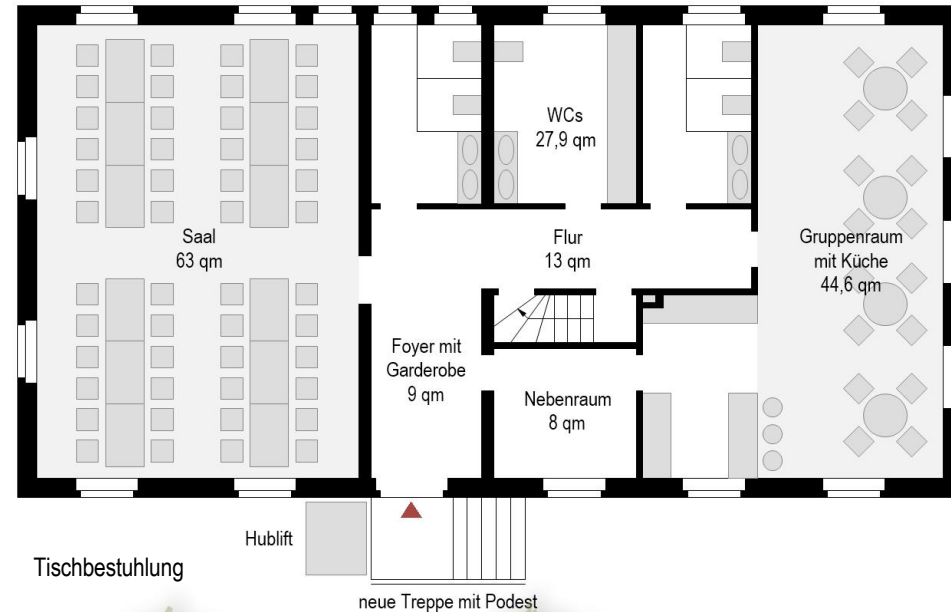 WCs
27,9 qm
Saal
63 qm
Flur
13 qm
Gruppenraum
mit Küche
44,6 qm
Foyer mit
Garderobe
9 qm
Nebenraum
8 qm
Hublift
Tischbestuhlung
neue Treppe mit Podest